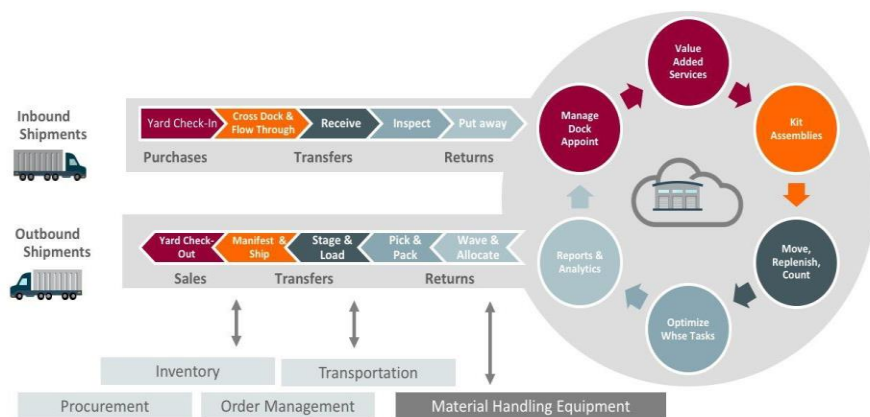 Inbound
Shipments
Yard Check-In
Cross Dock &
Flow Through
Receive
Inspect
Put away
Purchases
Transfers
Returns
Outbound
Shipments
Yard Check-
Out
Manifest &
Ship
Stage &
Load
Pick &
Pack
Wave &
Allocate
Sales
Transfers
Returns
Inventory
Transportation
Procurement
Order Management
Material Handling Equipment
Value
Added
Services
Kit
Assemblies
Move,
Replenish,
Count
Optimize
Whse Tasks
Reports &
Analytics
Manage
Dock
Appoint